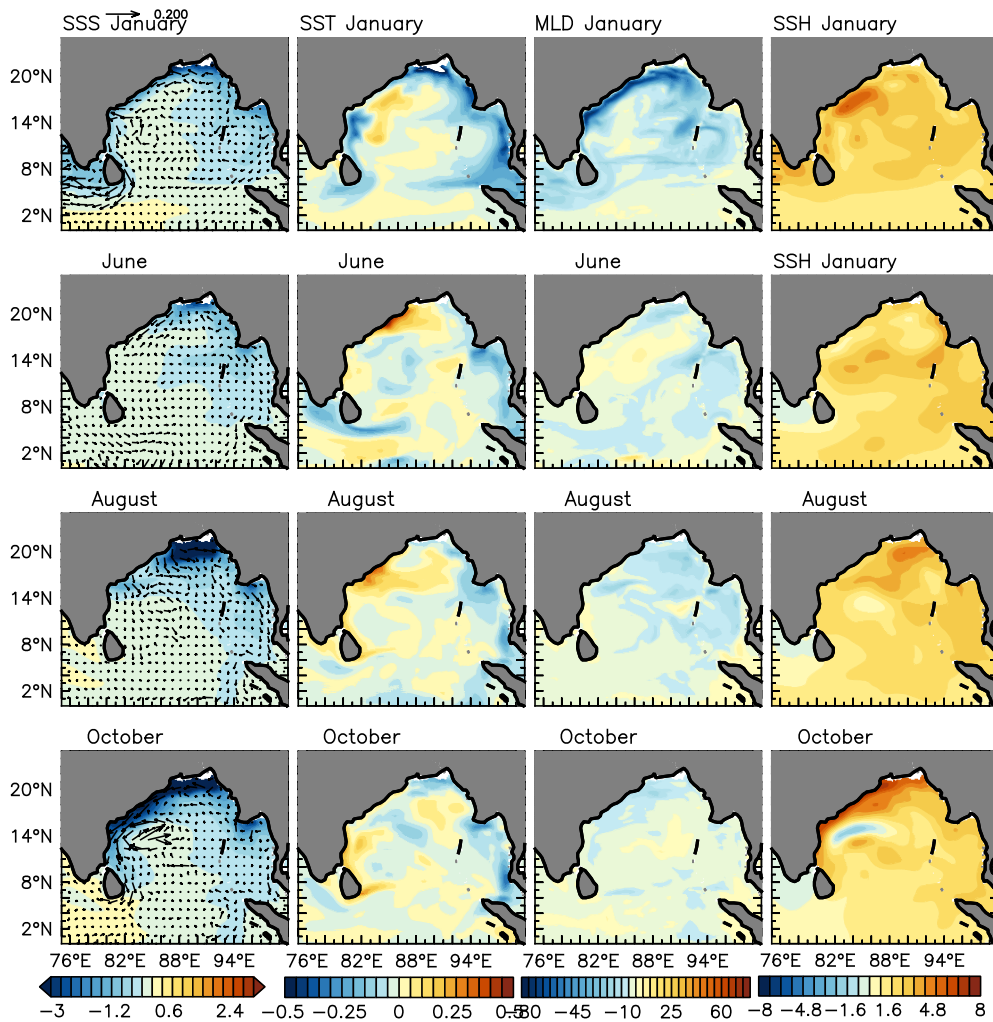 SSS January 0.200 SST January MLD January SSH January
20°N
14°N
8°N
2°N
June June June SSH January
20°N
14°N
8°N
2°N
August August August August
20°N
14°N
8°N
2°N
October October October October
20°N
14°N
8°N
2°N
76°E 82°E 88°E 94°E 76°E 82°E 88°E 94°E 76°E 82°E 88°E 94°E 76°E 82°E 88°E 94°E
−3 −1.2 0.6 2.4 −0.5 −0.25 0 0.25 −45 −10 25 60 −8 −4.8 −1.6 1.6 4.8 8